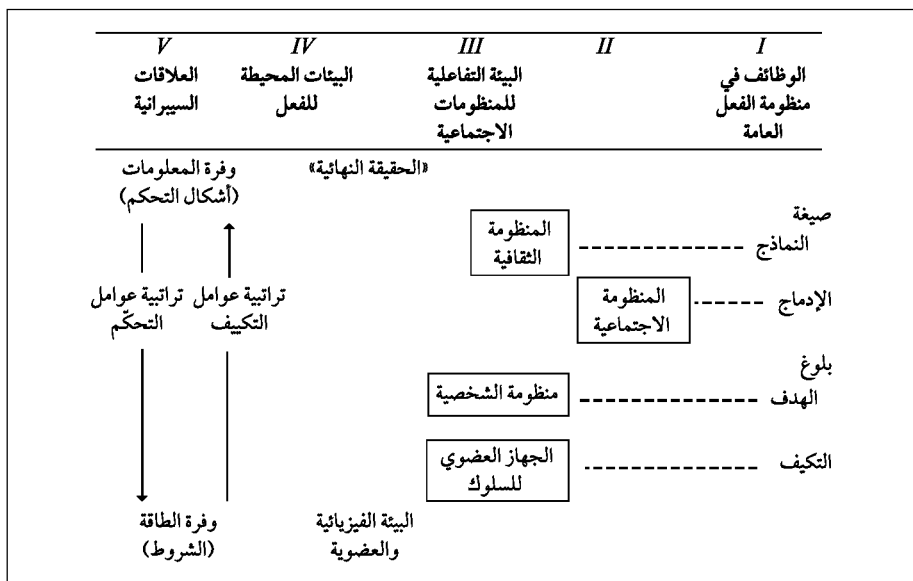 I
II
III
IV
V
الوظائف في
منظومة الفعل
العامة
البيئة التفاعلية
للمنظومات
الاجتماعية
البيئات المحيطة
للفعل
العلاقات
السيبرانية
«الحقيقة النهائية»
وفرة المعلومات
(أشكال التحكم)
صيغة
النماذج
المنظومة
الثقافية
الإدماج
المنظومة
الاجتماعية
تراتبية عوامل
التكييف
تراتبية عوامل
التحكّم
بلوغ
الهدف
منظومة الشخصية
التكيف
الجهاز العضوي
للسلوك
البيئة الفيزيائية
والعضوية
وفرة الطاقة
(الشروط)